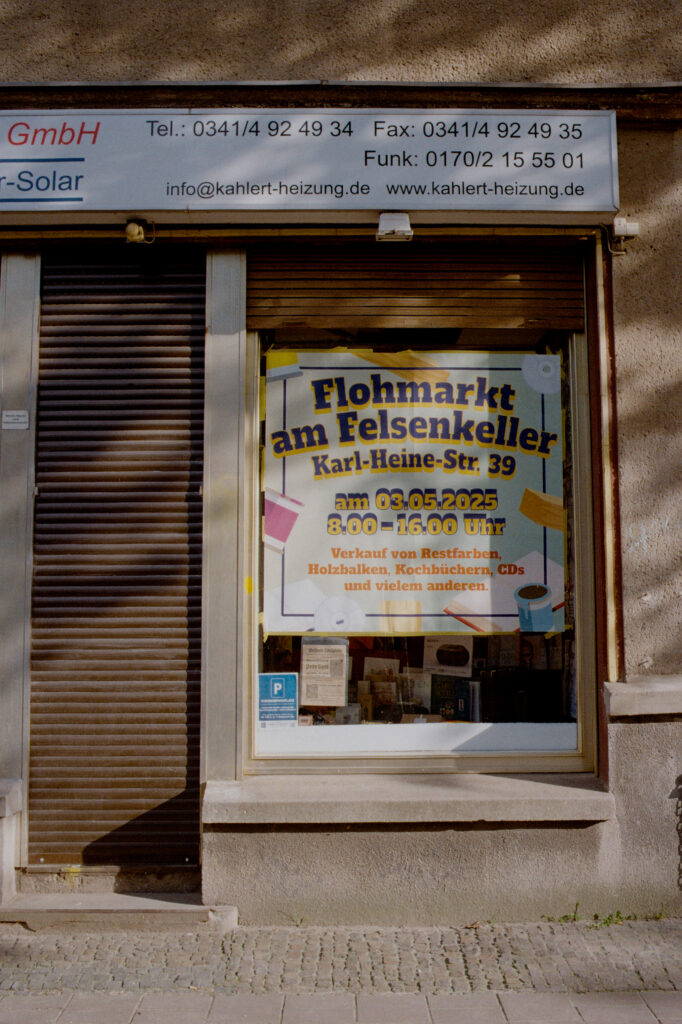 GmbH
Tel.: 0341/4 92 49 34 Fax: 0341/4 92 49 35
Funk: 0170/2 15 55 01
r-Solar
info@kahlert-heizung.de www.kahlert-heizung.de
Flohmarkt
am Felsenkeller
Karl-Heine-Str. 39
am 03.05.2025
8.00 – 16.00 Uhr
Verkauf von Restfarben,
Holzbalken, Kochbüchern, CDs
und vielem anderen.
P